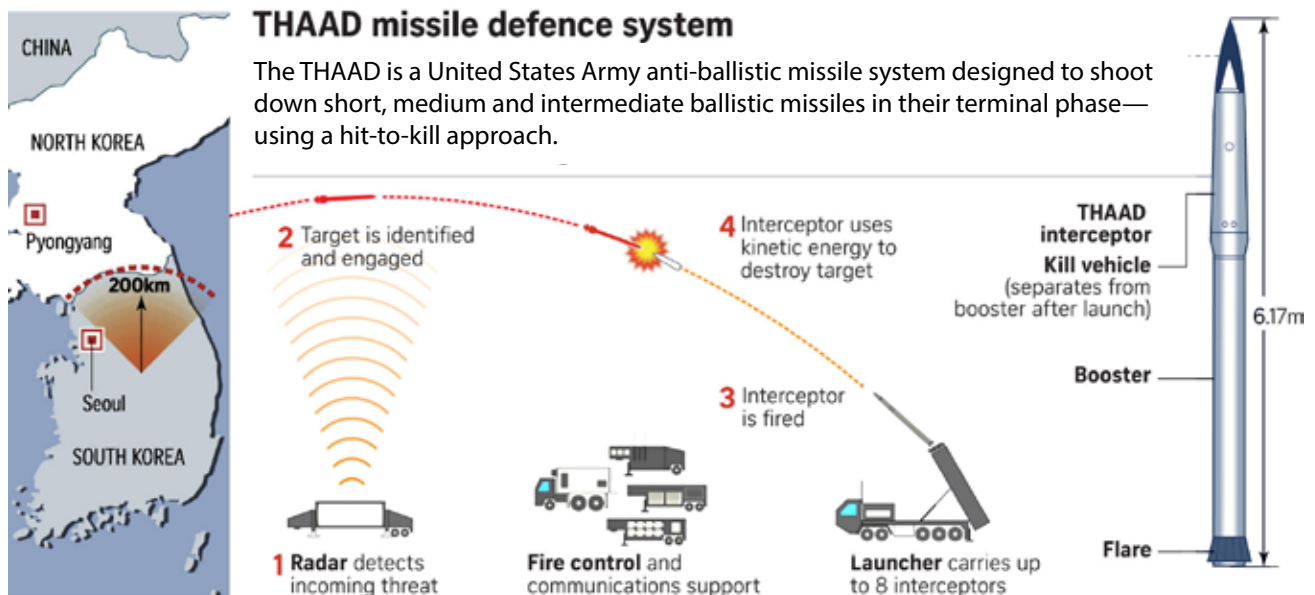 THAAD missile defence system
The THAAD is a United States Army anti-ballistic missile system designed to shoot
down short, medium and intermediate ballistic missiles in their terminal phase—
using a hit-to-kill approach.
CHINA
NORTH KOREA
Pyongyang
200km
Seoul
SOUTH KOREA
1 Radar detects
incoming threat
2 Target is identified
and engaged
Fire control and
communications support
3 Interceptor
is fired
Launcher carries up
to 8 interceptors
4 Interceptor uses
kinetic energy to
destroy target
THAAD
interceptor
Kill vehicle
(separates from
booster after launch)
6.17m
Booster
Flare